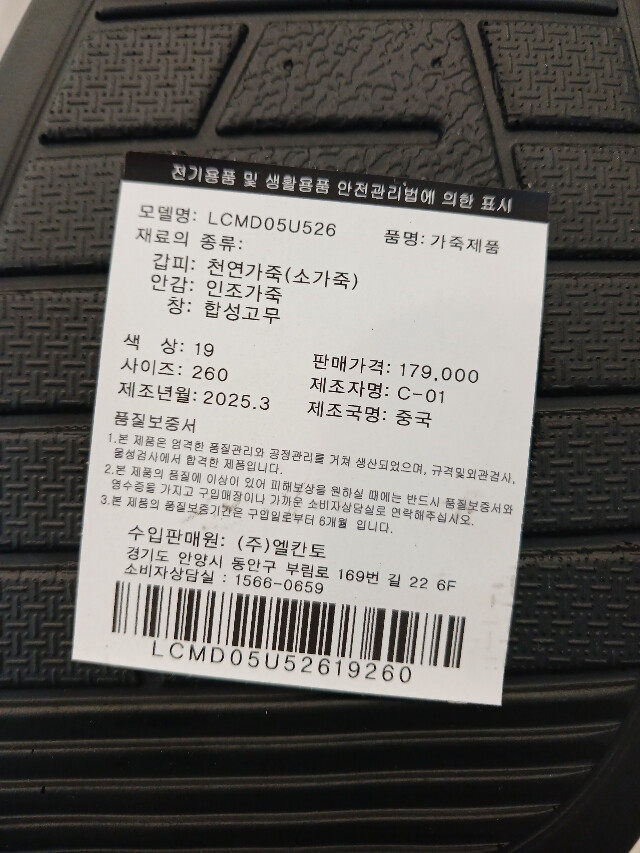 전기용품 및 생활용품 안전관리법에 의한 표시
모델명: LCMD05U526 품명: 가죽제품
재료의 종류:
갑피: 천연가죽(소가죽)
안감: 인조가죽
창: 합성고무
색 상: 19 판매가격: 179,000
사이즈: 260 제조자명: C-01
제조년월: 2025.3 제조국명: 중국
품질보증서
1.본 제품은 엄격한 품질관리와 공정관리를 거쳐 생산되었으며, 규격및외관검사,
물성검사에서 합격한 제품입니다.
2.본 제품의 품질에 이상이 있어 피해보상을 원하실 때에는 반드시 품질보증서와
영수증을 가지고 구입매장이나 가까운 소비자상담실로 연락해주십시오.
3.본 제품의 품질보증기간은 구입일로부터 6개월 입니다.
수입판매원: (주)엘칸토
경기도 안양시 동안구 부림로 169번 길 22 6F
소비자상담실 : 1566-0659
LCMD05U52619260